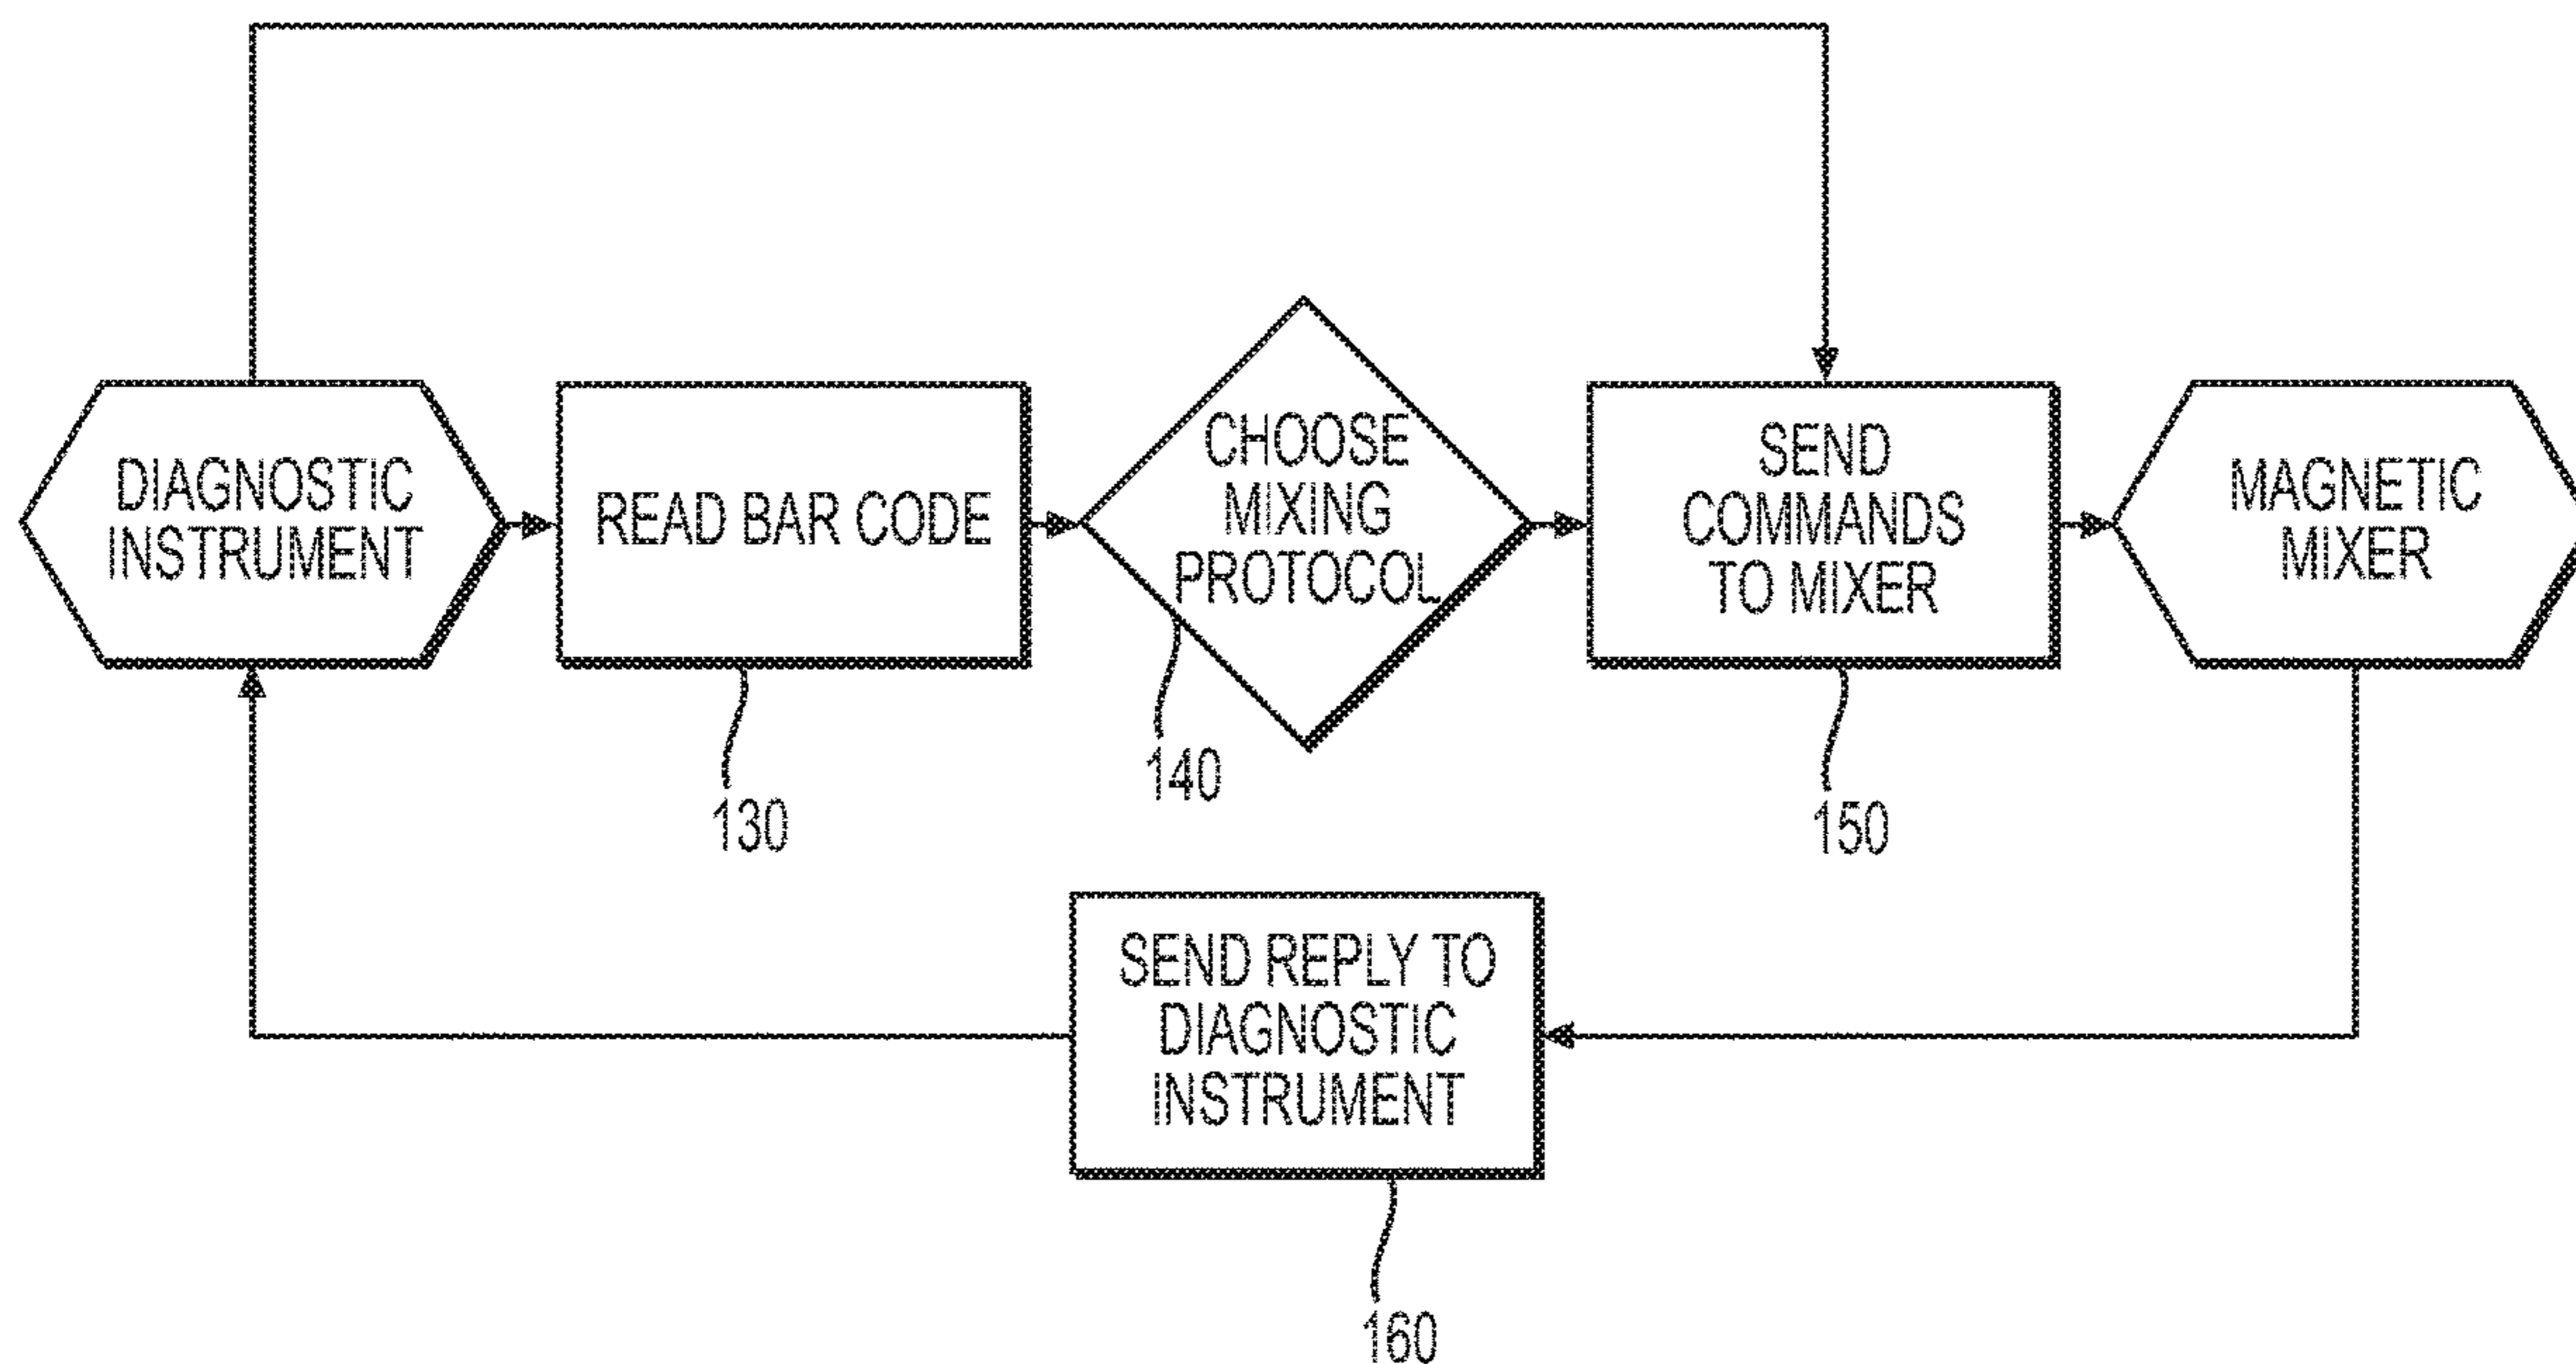 DIAGNOSTIC
INSTRUMENT
READ BAR CODE
130
CHOOSE
MIXING
PROTOCOL
140
SEND
COMMANDS
TO MIXER
150
MAGNETIC
MIXER
SEND REPLY TO
DIAGNOSTIC
INSTRUMENT
160